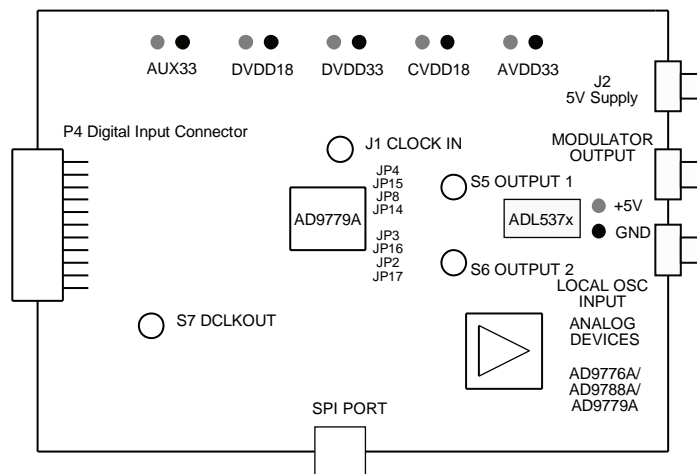 AUX33
DVDD18
DVDD33
CVDD18
AVDD33
J2
5V Supply
P4 Digital Input Connector
J1 CLOCK IN
MODULATOR
OUTPUT
JP4
JP15
JP8
JP14
S5 OUTPUT 1
AD9779A
ADL537x
+5V
GND
JP3
JP16
JP2
JP17
S6 OUTPUT 2
LOCAL OSC
INPUT
S7 DCLKOUT
ANALOG
DEVICES
AD9776A/
AD9788A/
AD9779A
SPI PORT